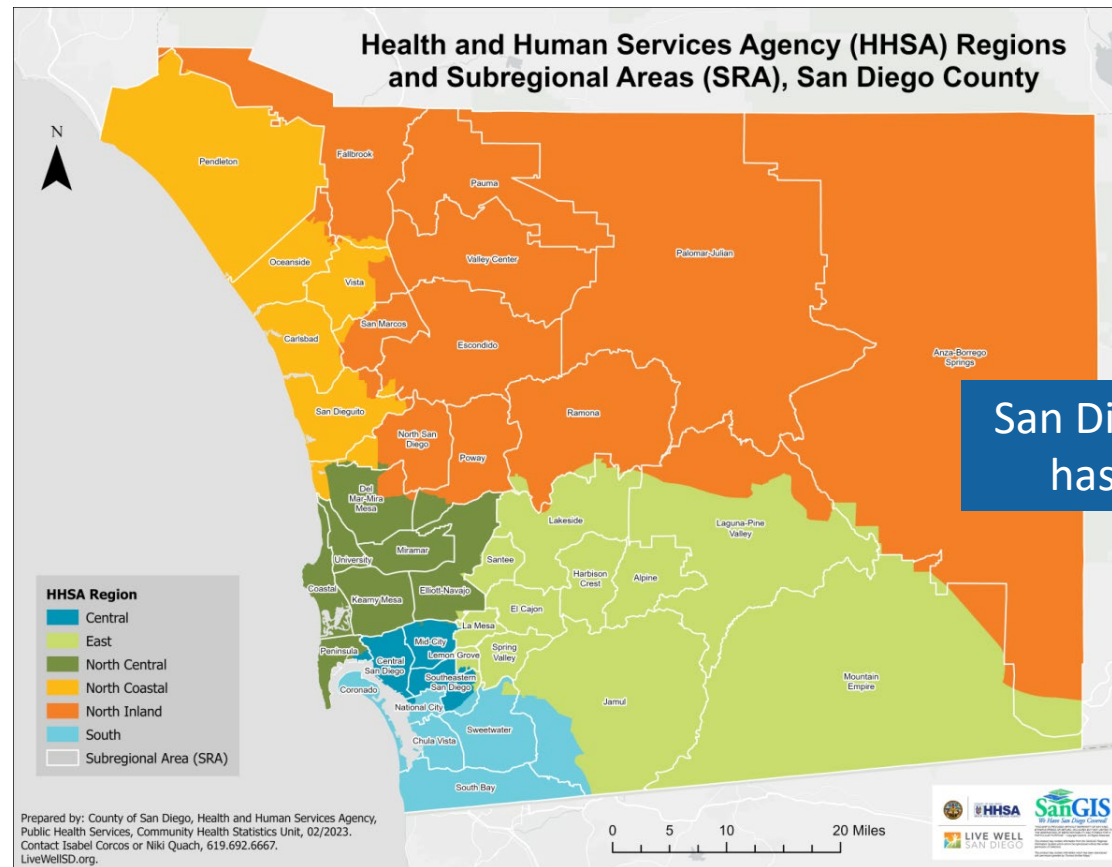 Health and Human Services Agency (HHSA) Regions
and Subregional Areas (SRA), San Diego County
N
Pendleton
Fallbrook
Pauma
Oceanside
Vista
Valley Center
Palomar-Julian
Carlsbad
San Marcos
Escondido
Anza-Borrego
Springs
San Dieguito
North San
Diego
Poway
Ramona
San Di
has
Del
Mar-Mira
Mesa
Lakeside
Laguna-Pine
Valley
University
Miramar
Santee
Harbison
Crest
Alpine
Coastal
Kearny Mesa
Elliott-Navajo
El Cajon
La Mesa
Mid-City
Lemon Grove
Spring
Valley
Peninsula
Central
San Diego
Southeastern
San Diego
Coronado
National City
Jamul
Mountain
Empire
Sweetwater
Chula Vista
South Bay
HHSA Region
Central
East
North Central
North Coastal
North Inland
South
Subregional Area (SRA)
Prepared by: County of San Diego, Health and Human Services Agency,
Public Health Services, Community Health Statistics Unit, 02/2023.
Contact Isabel Corcos or Niki Quach, 619.692.6667.
LiveWellSD.org.
0 5 10 20 Miles
HHSA
LIVE WELL
SAN DIEGO
SanGIS
We Have San Diego Covered!